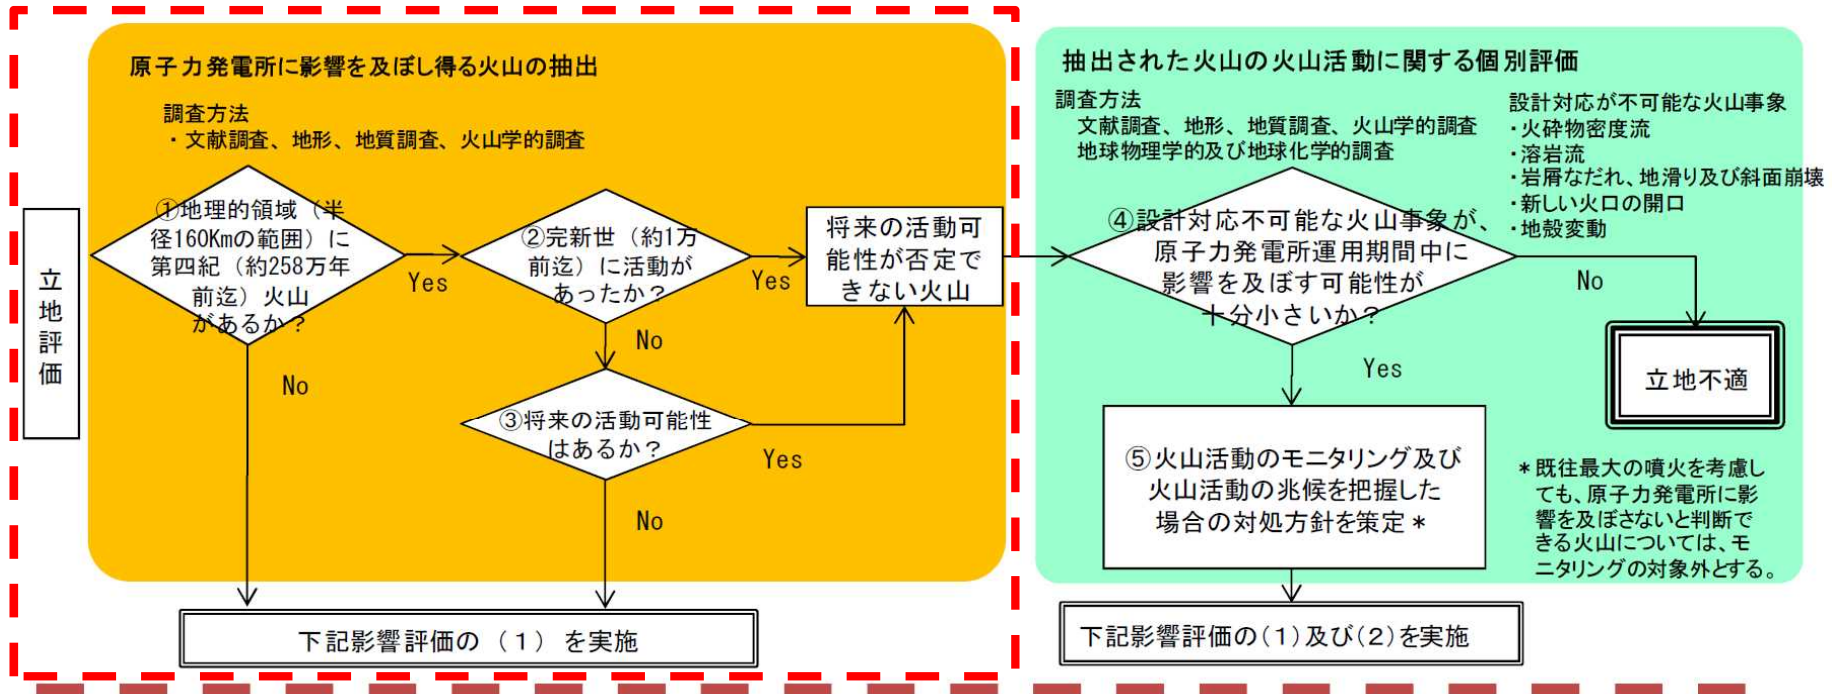 原子力発電所に影響を及ぼし得る火山の抽出
調査方法
・文献調査、地形、地質調査、火山学的調査
立
地
評
価
①地理的領域（半
径160Kmの範囲）に
第四紀（約258万年
前迄）火山
があるか？
Yes
No
②完新世（約1万
前迄）に活動が
あったか？
Yes
No
将来の活動可
能性が否定で
きない火山
③将来の活動可能性
はあるか？
Yes
No
下記影響評価の（１）を実施
抽出された火山の火山活動に関する個別評価
調査方法
文献調査、地形、地質調査、火山学的調査
地球物理学的及び地球化学的調査
設計対応が不可能な火山事象
・火砕物密度流
・溶岩流
・岩屑なだれ、地滑り及び斜面崩壊
・新しい火口の開口
・地殻変動
④設計対応不可能な火山事象が、
原子力発電所運用期間中に
影響を及ぼす可能性が
十分小さいか？
No
Yes
立地不適
⑤火山活動のモニタリング及び
火山活動の兆候を把握した
場合の対処方針を策定＊
＊既往最大の噴火を考慮し
ても、原子力発電所に影
響を及ぼさないと判断で
きる火山については、モ
ニタリングの対象外とする。
下記影響評価の(１)及び(２)を実施